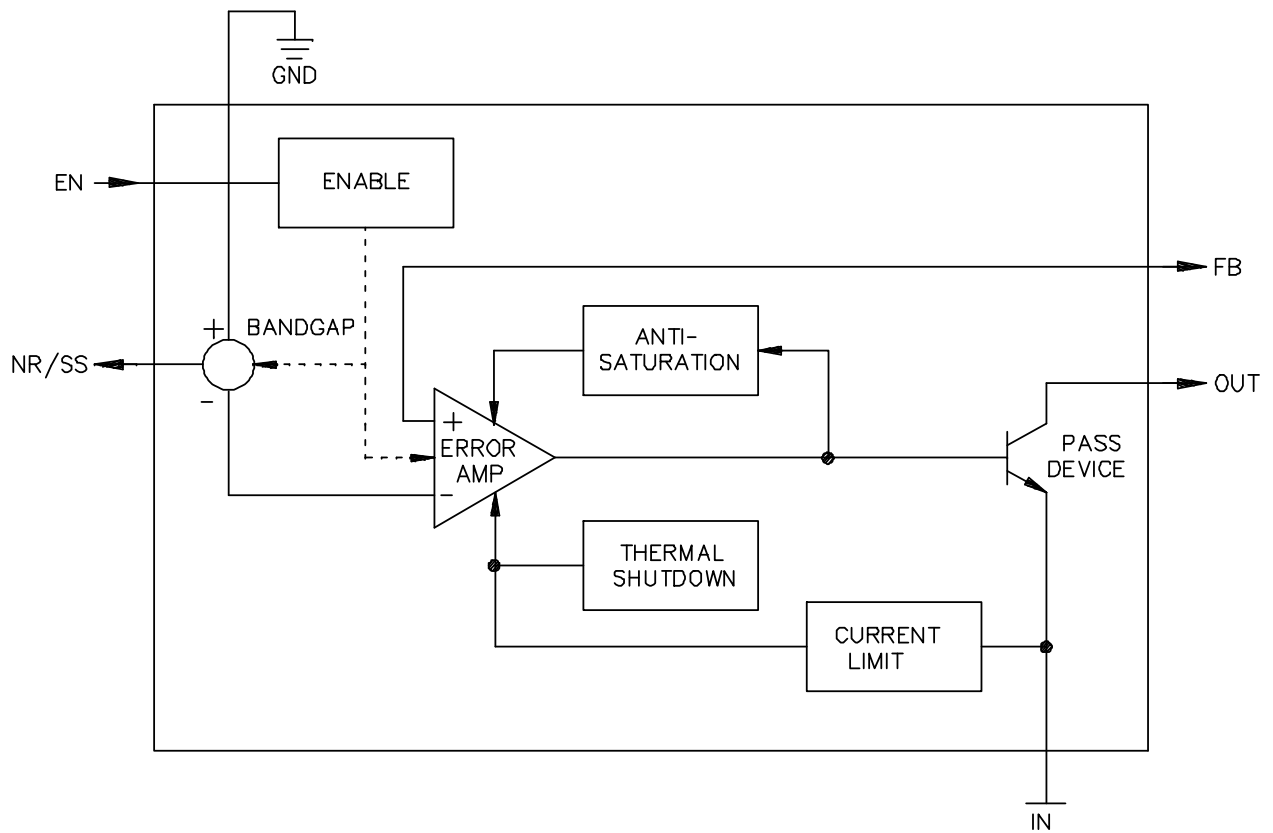 GND
EN
ENABLE
FB
+
BANDGAP
ANTI-
SATURATION
NR/SS
-
OUT
+
ERROR
AMP
-
PASS
DEVICE
THERMAL
SHUTDOWN
CURRENT
LIMIT
IN